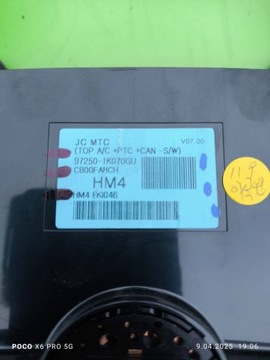 JC MTC
V07.00
(TOP A/C +PTC +CAN -S/W)
97250-1K070GU
CB00FAHCH
HM4
HM4 FKI046
POCO X6 PRO 5G
9.04.2025 19:06